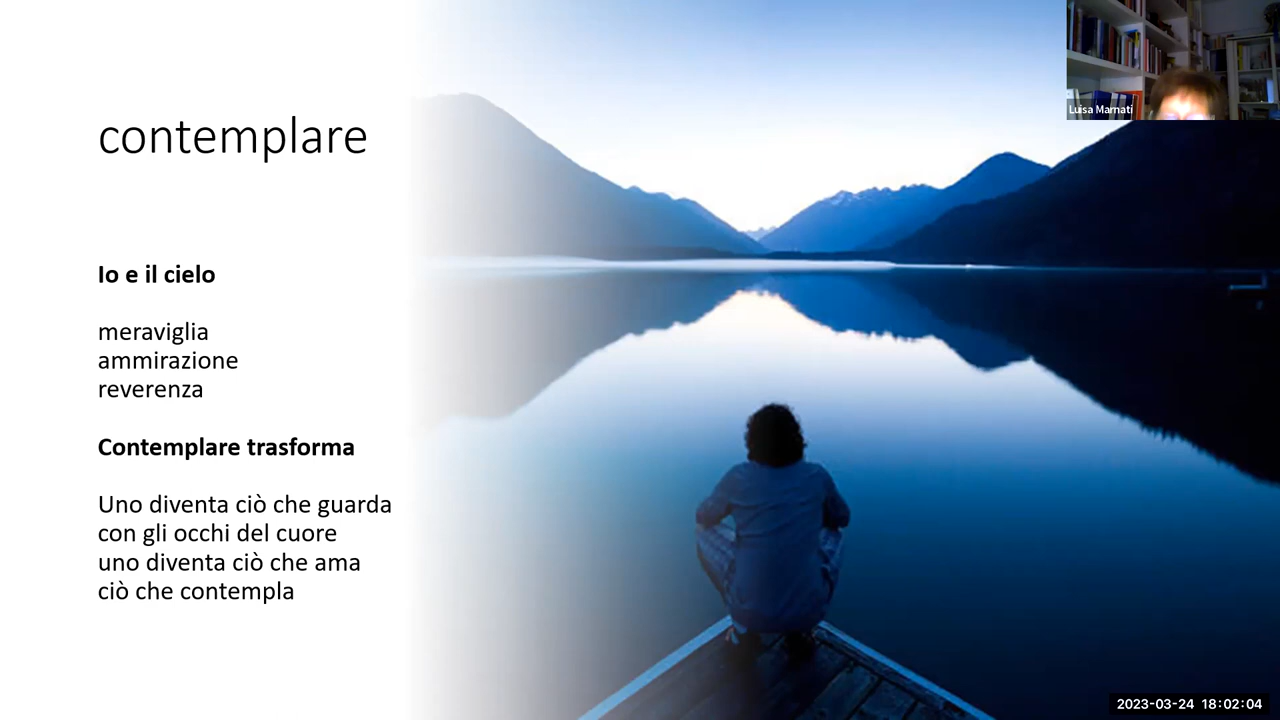 Luisa Marnati
contemplare
Io e il cielo
meraviglia
ammirazione
reverenza
Contemplare trasforma
Uno diventa ciò che guarda
con gli occhi del cuore
uno diventa ciò che ama
ciò che contempla
2023-03-24 18:02:04